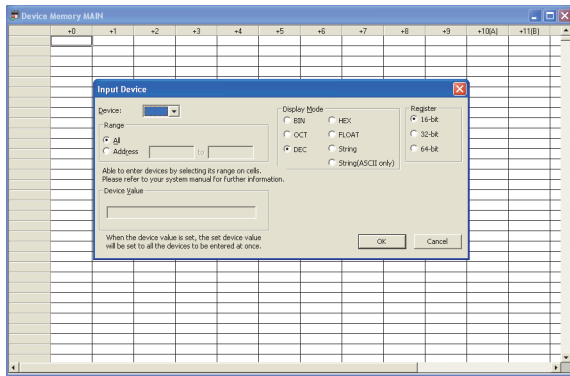 Device Memory MAIN
+0 +1 +2 +3 +4 +5 +6 +7 +8 +9 +10(A) +11(B)
Input Device
Device:
Range
All
Address to
Able to enter devices by selecting its range on cells.
Please refer to your system manual for further information.
Device Value
When the device value is set, the set device value
will be set to all the devices to be entered at once.
Display Mode
BIN HEX
OCT FLOAT
DEC String
String(ASCII only)
Register
16-bit
32-bit
64-bit
OK Cancel